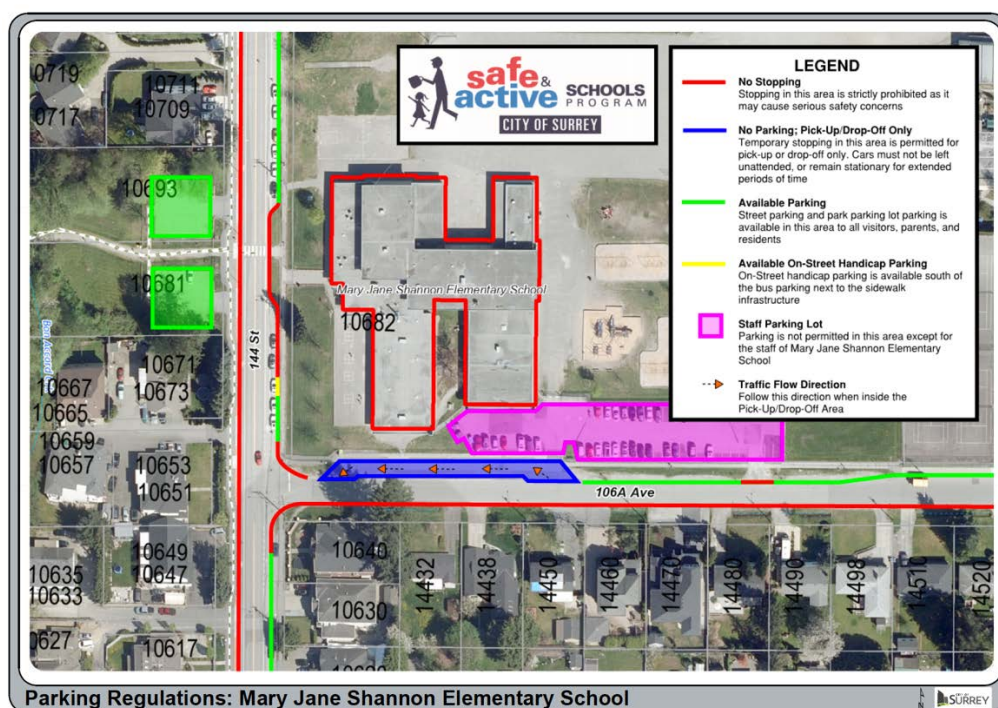 safe &
active SCHOOLS
PROGRAM
CITY OF SURREY
LEGEND
No Stopping
Stopping in this area is strictly prohibited as it
may cause serious safety concerns
No Parking; Pick-Up/Drop-Off Only
Temporary stopping in this area is permitted for
pick-up or drop-off only. Cars must not be left
unattended, or remain stationary for extended
periods of time
Available Parking
Street parking and park parking lot parking is
available in this area to all visitors, parents, and
residents
Available On-Street Handicap Parking
On-Street handicap parking is available south of
the bus parking next to the sidewalk
infrastructure
Staff Parking Lot
Parking is not permitted in this area except for
the staff of Mary Jane Shannon Elementary
School
Traffic Flow Direction
Follow this direction when inside the
Pick-Up/Drop-Off Area
0719
10711
0717
10709
10693
10681
Mary Jane Shannon Elementary School
10682
144 St
10671
10667
10673
10665
10659
10657
10653
10651
106A Ave
10649
10647
10635
10633
10640
10630
0627
10617
14432
14438
14450
14460
14470
14480
14490
14498
14510
14520
Parking Regulations: Mary Jane Shannon Elementary School
SURREY